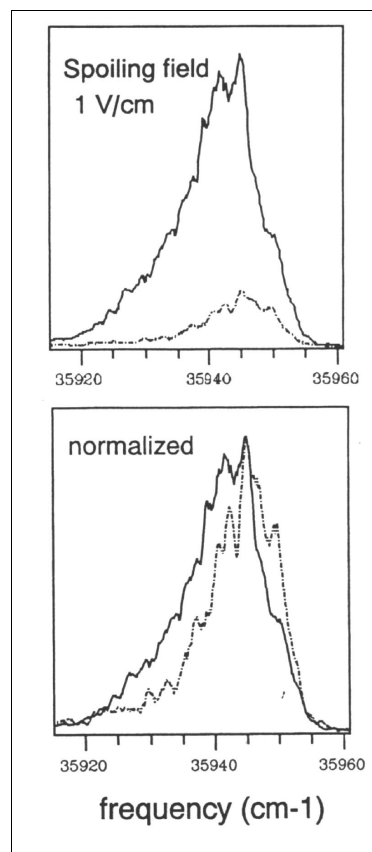 Spoiling field
1 V/cm
35920 35940 35960
normalized
35920 35940 35960
frequency (cm-1)